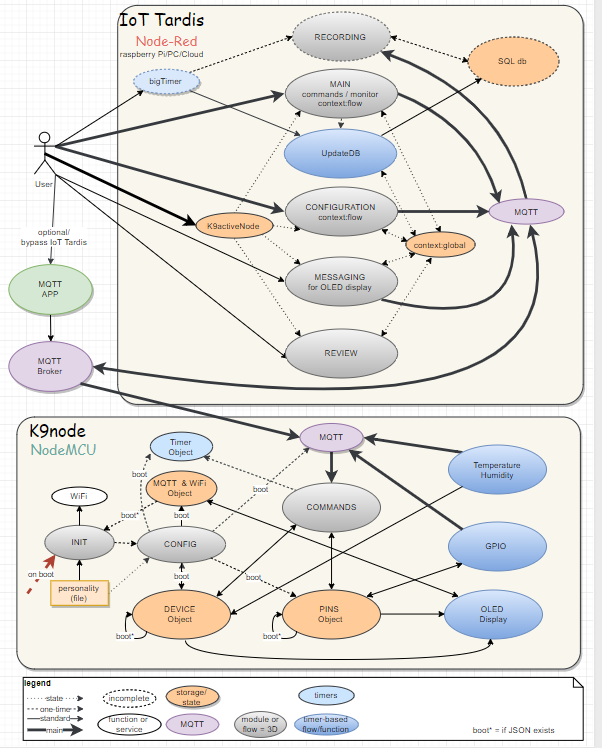 IoT Tardis
Node-Red
raspberry Pi/PC/Cloud
RECORDING
SQL db
bigTimer
MAIN
commands / monitor
context:flow
UpdateDB
User
CONFIGURATION
context:flow
MQTT
K9activeNode
context:global
optional/
bypass IoT Tardis
MESSAGING
for OLED display
MQTT
APP
REVIEW
MQTT
Broker
K9node
NodeMCU
Timer
Object
MQTT
Temperature
Humidity
boot
MQTT & WiFi
Object
WiFi
COMMANDS
boot*
boot
INIT
CONFIG
GPIO
boot
on boot
personality
(file)
boot
boot
DEVICE
Object
PINS
Object
OLED
Display
boot*
boot*
legend
state
one-time
standard
main
incomplete
storage/
state
timers
function or
service
MQTT
module or
flow = 3D
timer-based
flow/function
boot* = if JSON exists